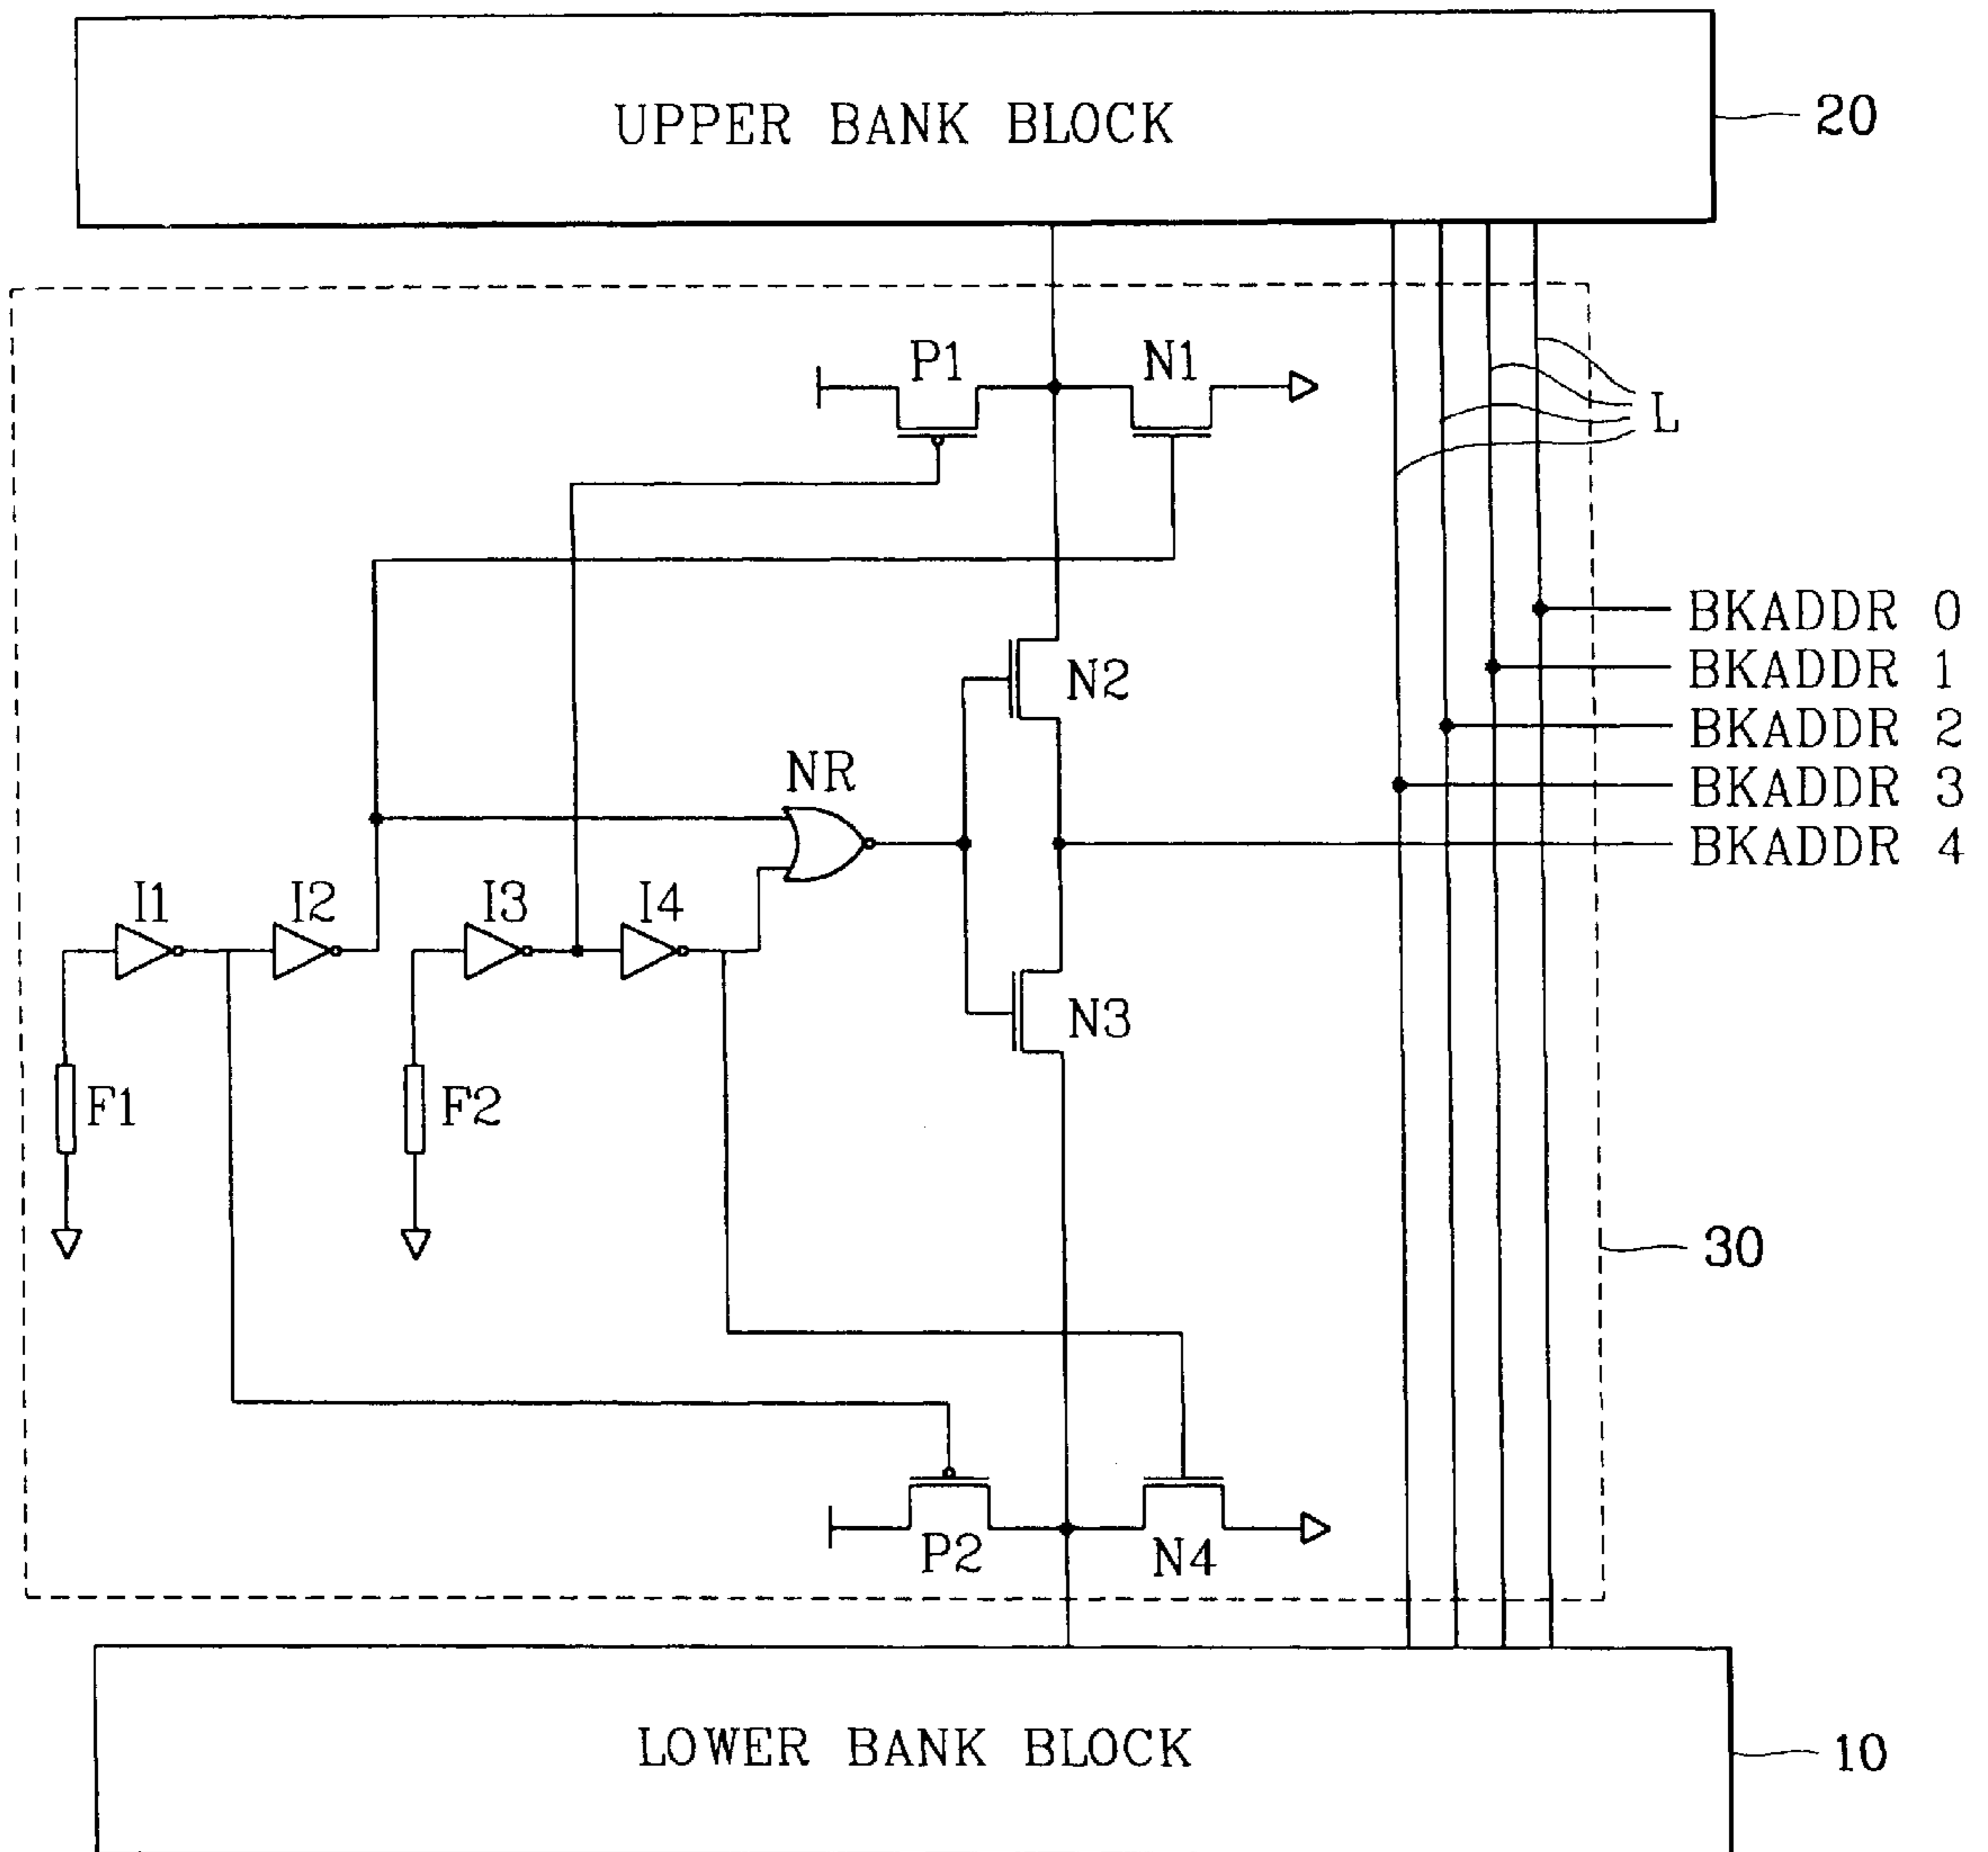 UPPER BANK BLOCK
20
P1
N1
L
BKADDR 0
N2
BKADDR 1
BKADDR 2
NR
BKADDR 3
BKADDR 4
I1
I2
I3
I4
N3
F1
F2
30
P2
N4
LOWER BANK BLOCK
10